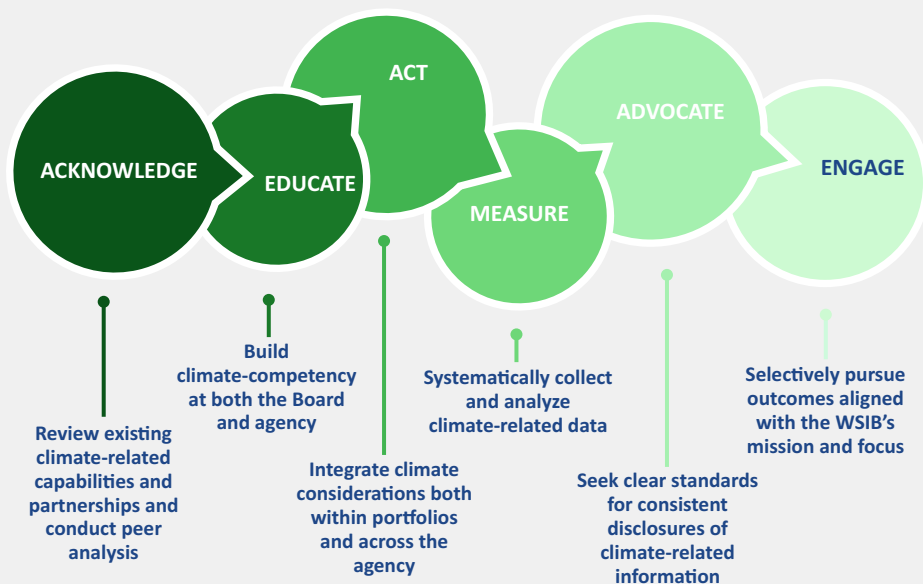 ACKNOWLEDGE
Review existing
climate-related
capabilities and
partnerships and
conduct peer
analysis
EDUCATE
Build
climate-competency
at both the Board
and agency
ACT
Integrate climate
considerations both
within portfolios
and across the
agency
MEASURE
Systematically collect
and analyze
climate-related data
ADVOCATE
Seek clear standards
for consistent
disclosures of
climate-related
information
ENGAGE
Selectively pursue
outcomes aligned
with the WSIB’s
mission and focus